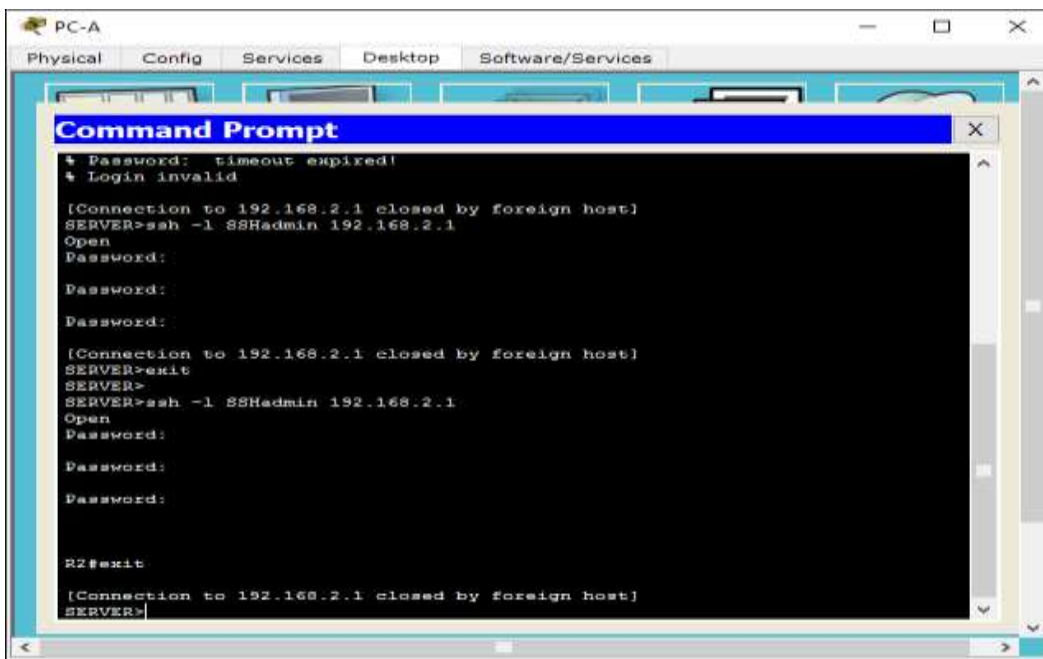 PC-A
Physical Config Services Desktop Software/Services
Command Prompt
% Password: timeout expired!
% Login invalid
[Connection to 192.168.2.1 closed by foreign host]
SERVER>ssh -l SSHadmin 192.168.2.1
Open
Password:
Password:
Password:
[Connection to 192.168.2.1 closed by foreign host]
SERVER>exit
SERVER>
SERVER>ssh -l SSHadmin 192.168.2.1
Open
Password:
Password:
Password:
R2#exit
[Connection to 192.168.2.1 closed by foreign host]
SERVER>